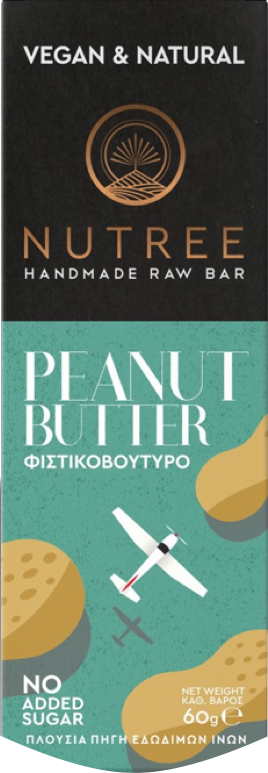 VEGAN & NATURAL
NUTREE
HANDMADE RAW BAR
PEANUT
BUTTER
ΦΙΣΤΙΚΟΒΟΥΤΥΡΟ
NO
ADDED
SUGAR
NET WEIGHT
ΚΑΘ. ΒΑΡΟΣ
60g ℮
ΠΛΟΥΣΙΑ ΠΗΓΗ ΕΔΩΔΙΜΩΝ ΙΝΩΝ